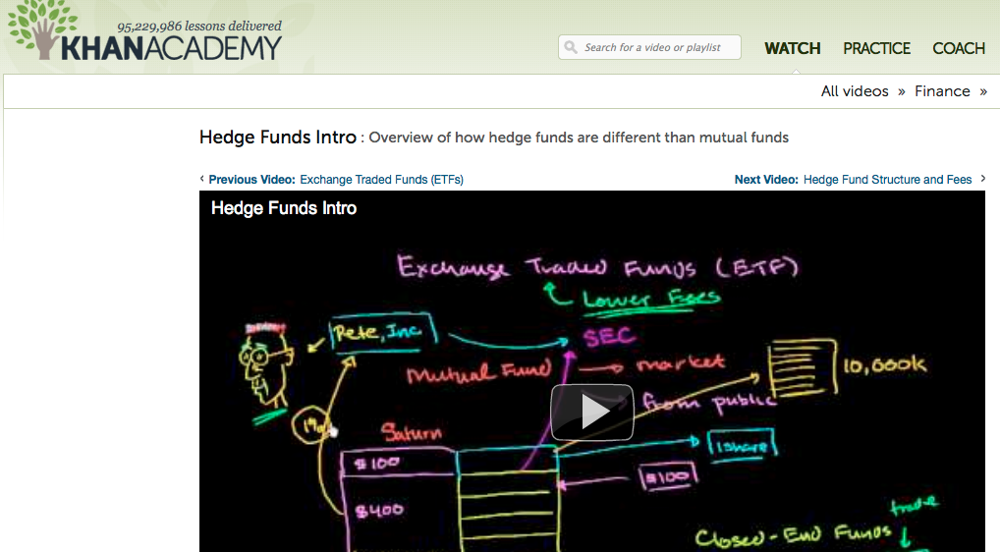 95,229,986 lessons delivered
KHANACADEMY
Search for a video or playlist
WATCH PRACTICE COACH
All videos » Finance »
Hedge Funds Intro : Overview of how hedge funds are different than mutual funds
‹ Previous Video: Exchange Traded Funds (ETFs) Next Video: Hedge Fund Structure and Fees ›
Hedge Funds Intro
Exchange Traded Funds (ETF)
Lower Fees
Pete, Inc
SEC
Mutual Fund market
10,000k
from public
1%
Saturn
1share
$100
$100
$400
trade
Closed-End Funds